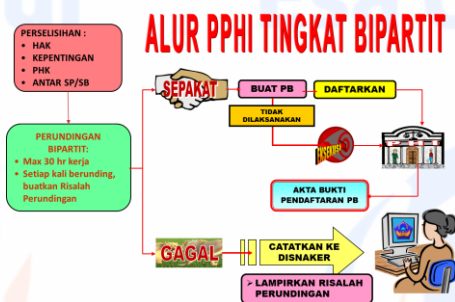 ALUR PPHI TINGKAT BIPARTIT
PERSELISIHAN :
• HAK
• KEPENTINGAN
• PHK
• ANTAR SP/SB
PERUNDINGAN
BIPARTIT:
• Max 30 hr kerja
• Setiap kali berunding,
buatkan Risalah
Perundingan
SEPAKAT
BUAT PB
DAFTARKAN
TIDAK
DILAKSANAKAN
EKSEKUSI
AKTA BUKTI
PENDAFTARAN PB
GAGAL
CATATKAN KE
DISNAKER
➢ LAMPIRKAN RISALAH
PERUNDINGAN